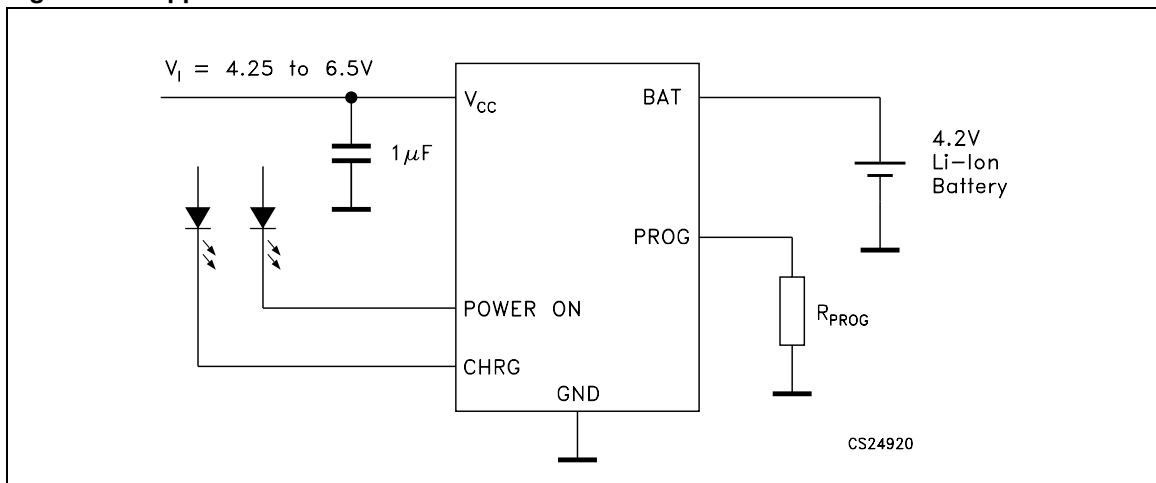 V_I = 4.25 to 6.5V
V_CC
BAT
1μF
4.2V
Li-Ion
Battery
PROG
POWER ON
R_PROG
CHRG
GND
CS24920